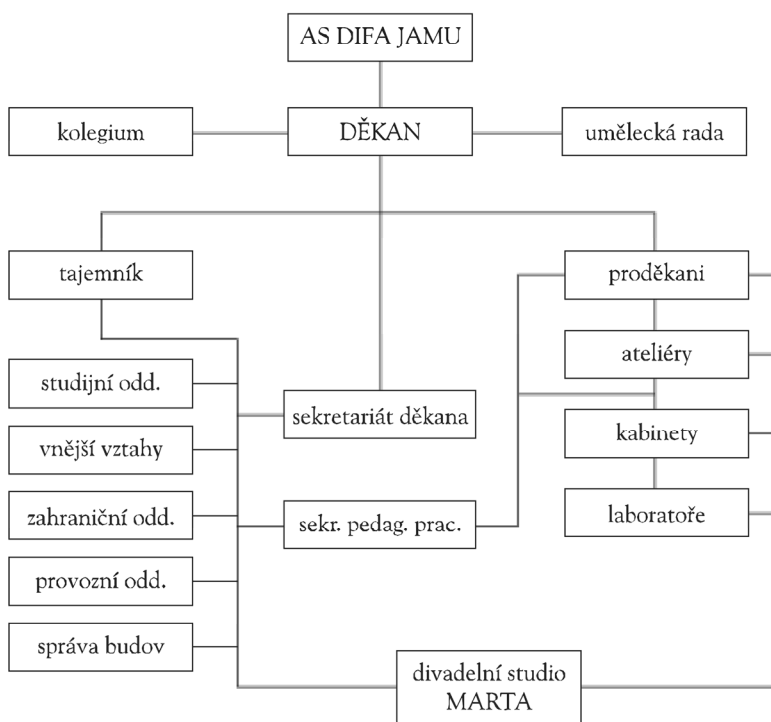 AS DIFA JAMU
kolegium
DĚKAN
umělecká rada
tajemník
proděkani
ateliéry
studijní odd.
sekretariát děkana
kabinety
vnější vztahy
zahraniční odd.
sekr. pedag. prac.
laboratoře
provozní odd.
správa budov
divadelní studio
MARTA